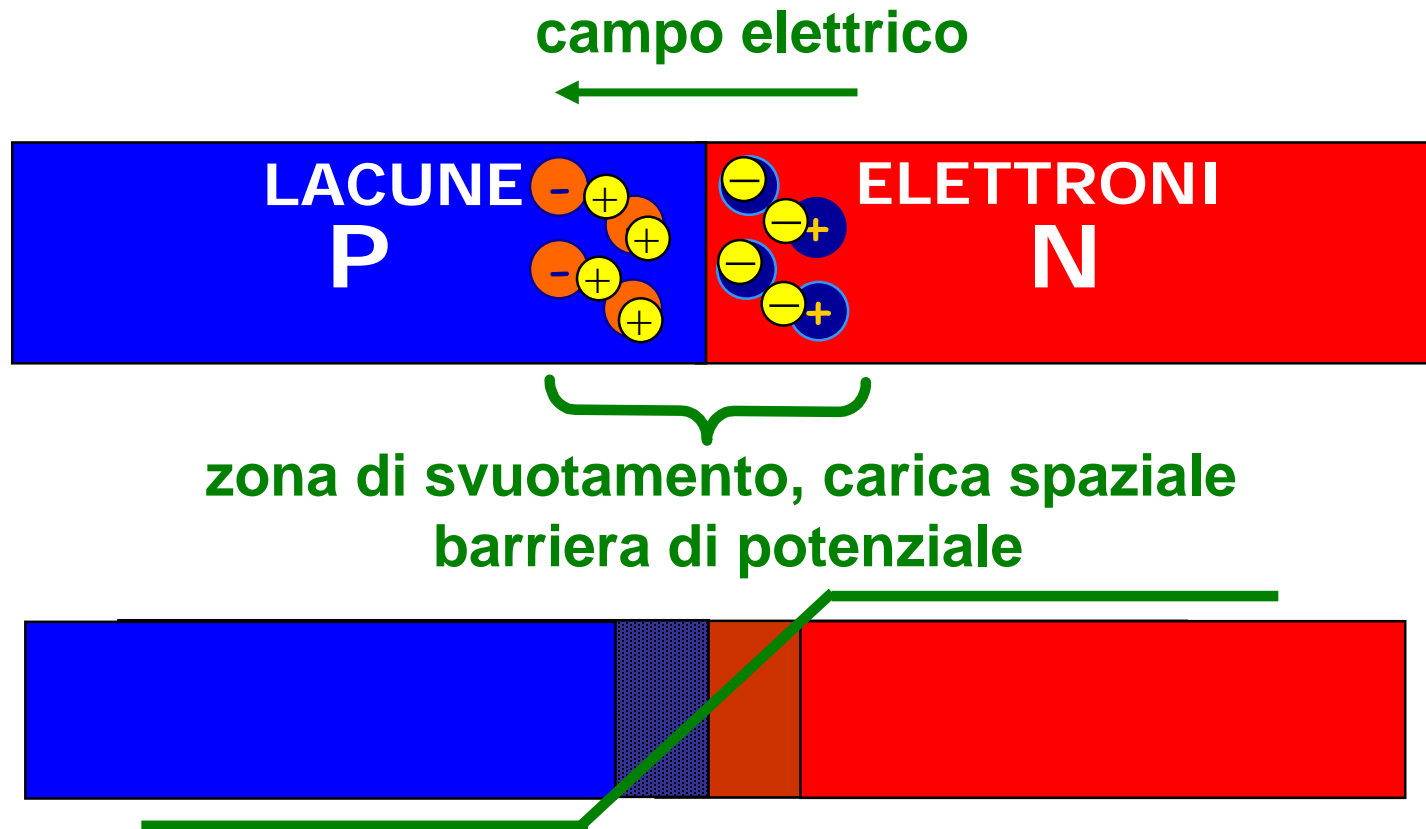 campo elettrico
LACUNE - + + ELETTRONI
P - + +
N
− − +
− − +
zona di svuotamento, carica spaziale
barriera di potenziale